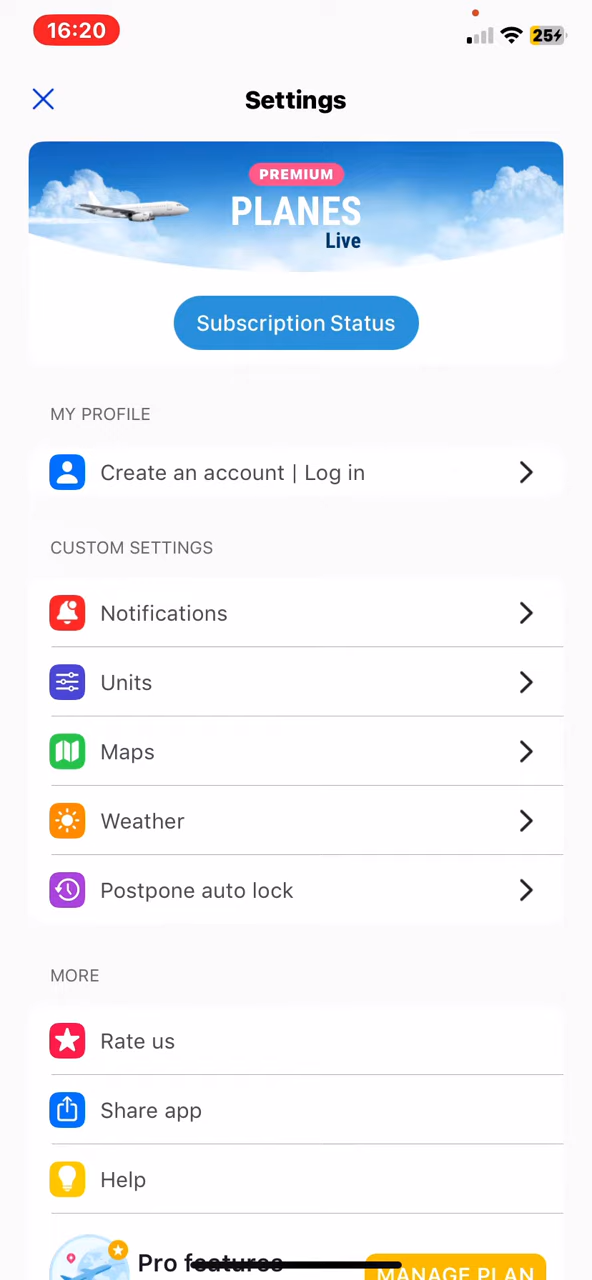 16:20
25
Settings
PREMIUM
PLANES
Live
Subscription Status
MY PROFILE
Create an account | Log in
CUSTOM SETTINGS
Notifications
Units
Maps
Weather
Postpone auto lock
MORE
Rate us
Share app
Help
Pro features
MANAGE PLAN